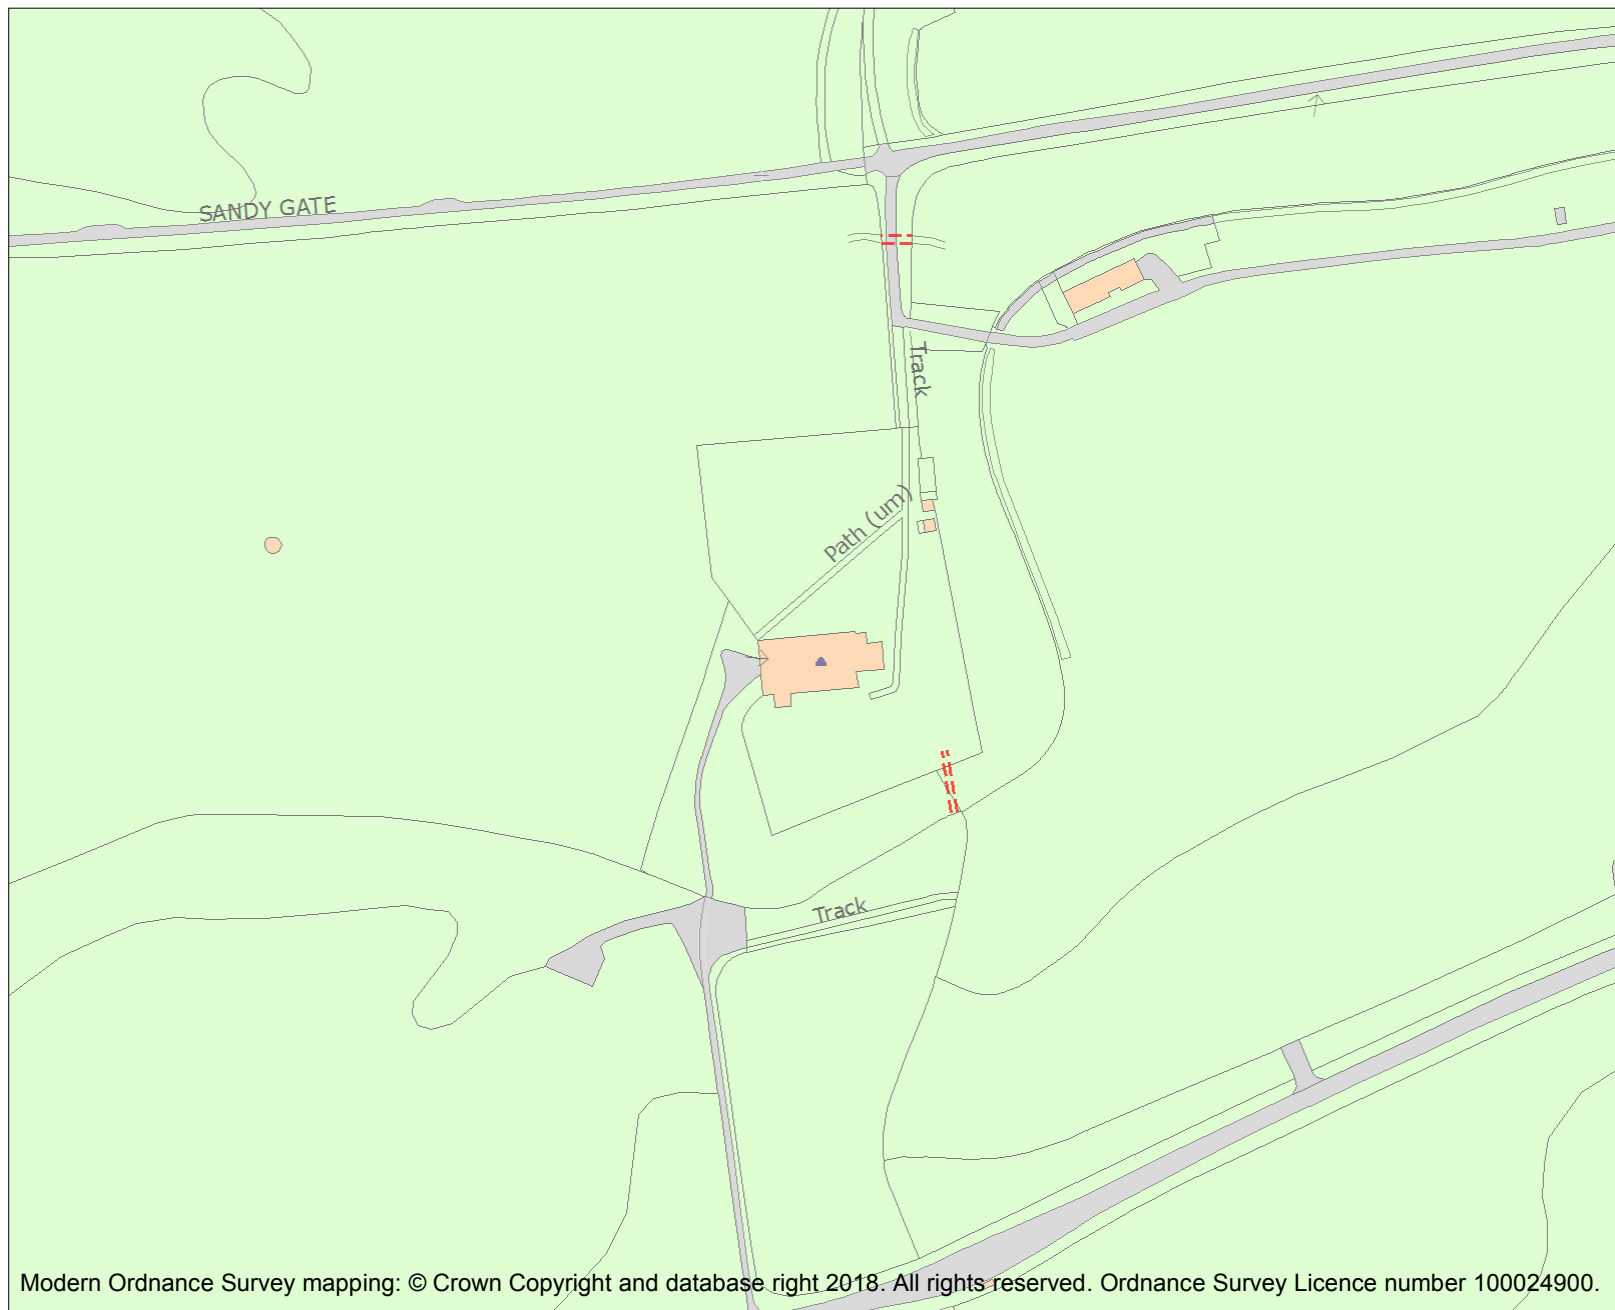 SANDY GATE
Track
Path (um)
Track
Modern Ordnance Survey mapping: © Crown Copyright and database right 2018. All rights reserved. Ordnance Survey Licence number 100024900.